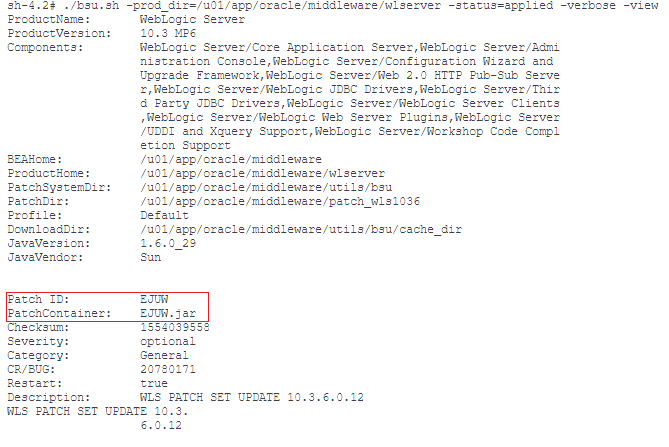 sh-4.2# ./bsu.sh -prod_dir=/u01/app/oracle/middleware/wlserver -status=applied -verbose -view
ProductName: WebLogic Server
ProductVersion: 10.3 MP6
Components: WebLogic Server/Core Application Server,WebLogic Server/Admi
nistration Console,WebLogic Server/Configuration Wizard and
Upgrade Framework,WebLogic Server/Web 2.0 HTTP Pub-Sub Serve
r,WebLogic Server/WebLogic JDBC Drivers,WebLogic Server/Thir
d Party JDBC Drivers,WebLogic Server/WebLogic Server Clients
,WebLogic Server/WebLogic Web Server Plugins,WebLogic Server
/UDDI and Xquery Support,WebLogic Server/Workshop Code Compl
etion Support
BEAHome: /u01/app/oracle/middleware
ProductHome: /u01/app/oracle/middleware/wlserver
PatchSystemDir: /u01/app/oracle/middleware/utils/bsu
PatchDir: /u01/app/oracle/middleware/patch_wls1036
Profile: Default
DownloadDir: /u01/app/oracle/middleware/utils/bsu/cache_dir
JavaVersion: 1.6.0_29
JavaVendor: Sun
Patch ID: EJUW
PatchContainer: EJUW.jar
Checksum: 1554039558
Severity: optional
Category: General
CR/BUG: 20780171
Restart: true
Description: WLS PATCH SET UPDATE 10.3.6.0.12
WLS PATCH SET UPDATE 10.3.
6.0.12